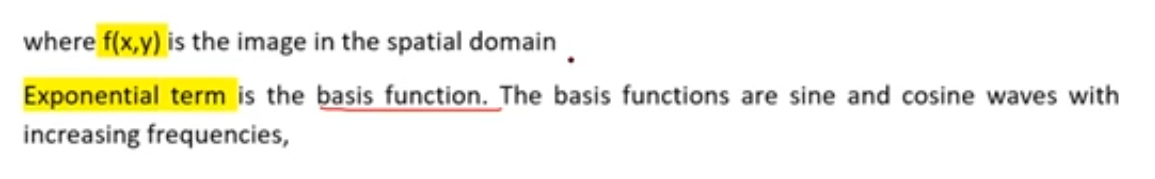 where f(x,y) is the image in the spatial domain
Exponential term is the basis function. The basis functions are sine and cosine waves with
increasing frequencies,